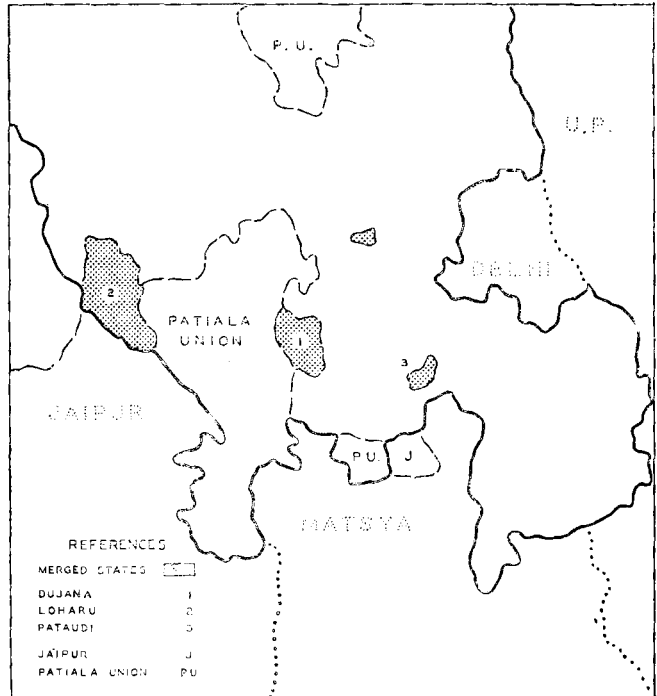 P. U.
U.P.
DELHI
2
PATIALA
UNION
1
3
JAIPUR
P U.
J
MATSYA
REFERENCES
MERGED STATES
DUJANA 1
LOHARU 2
PATAUDI 3
JAIPUR J
PATIALA UNION PU